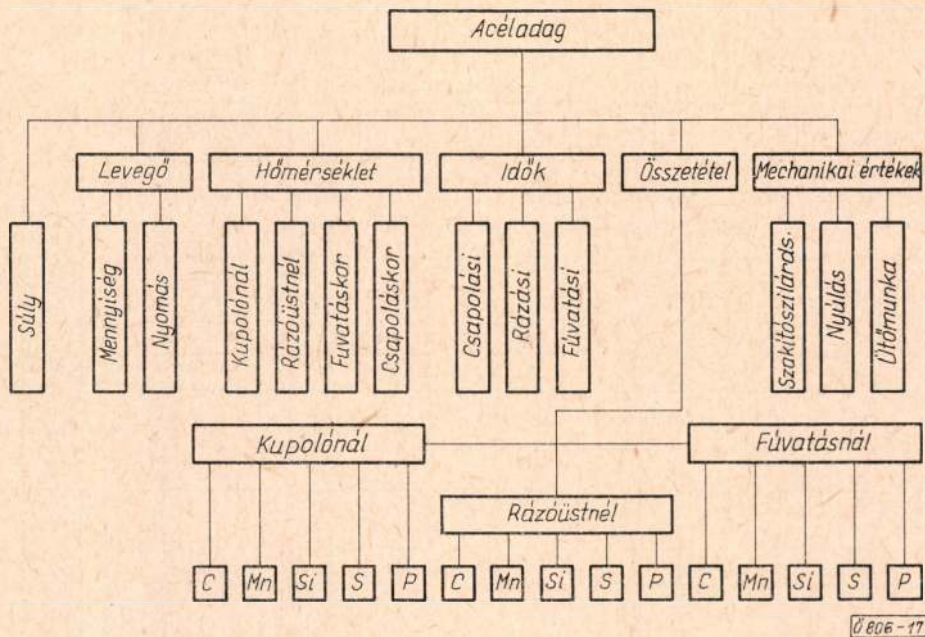 Acéladag
Levegő
Hőmérséklet
Idők
Összetétel
Mechanikai értékek
Súly
Mennyiség
Nyomás
Kupolónál
Rázóüstnél
Fuvatáskor
Csapoláskor
Csapolási
Rázási
Fúvatási
Szakítószilárds.
Nyúlás
Ütőmunka
Kupolónál
Fúvatásnál
Rázóüstnél
C Mn Si S P C Mn Si S P C Mn Si S P
Ö 806-17